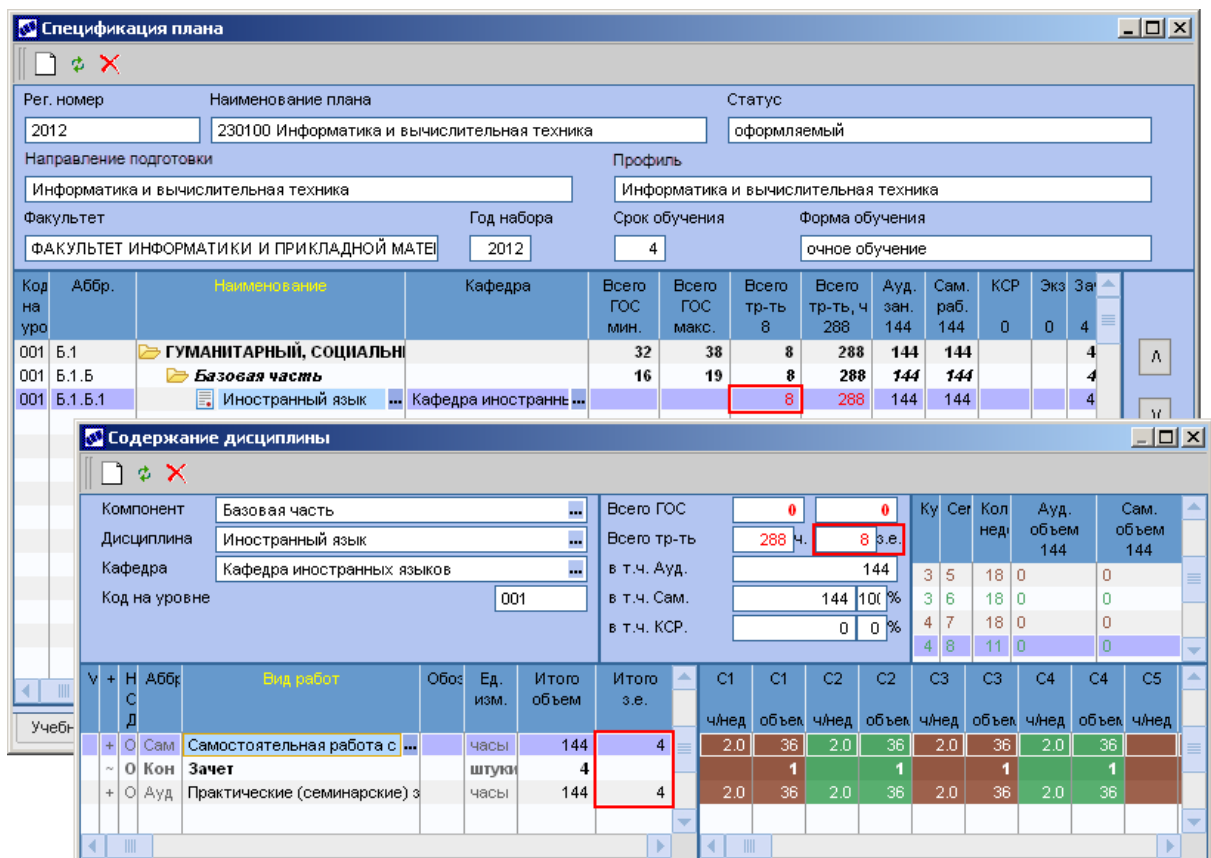 Спецификация плана
Рег. номер Наименование плана Статус
2012 230100 Информатика и вычислительная техника оформляемый
Направление подготовки Профиль
Информатика и вычислительная техника Информатика и вычислительная техника
Факультет Год набора Срок обучения Форма обучения
ФАКУЛЬТЕТ ИНФОРМАТИКИ И ПРИКЛАДНОЙ МАТЕ 2012 4 очное обучение
Код Аббр. Наименование Кафедра Всего Всего Всего Всего Ауд. Сам. КСР Экз За
на ГОС ГОС тр-ть тр-ть, ч зан. раб.
уро мин. макс. 8 288 144 144 0 0 4
001 Б.1 ГУМАНИТАРНЫЙ, СОЦИАЛЬН 32 38 8 288 144 144 4
001 Б.1.Б Базовая часть 16 19 8 288 144 144 4
001 Б.1.Б.1 Иностранный язык ... Кафедра иностранны ... 8 288 144 144 4
Содержание дисциплины
Компонент Базовая часть ... Всего ГОС 0 0 Ку Сег Кол Ауд. Сам.
неде объем объем
144 144
Дисциплина Иностранный язык ... Всего тр-ть 288 ч. 8 з.е.
Кафедра Кафедра иностранных языков ... в т.ч. Ауд. 144 3 5 18 0 0
Код на уровне 001 в т.ч. Сам. 144 10( % 3 6 18 0 0
в т.ч. КСР. 0 0 % 4 7 18 0 0
4 8 11 0 0
V + Н Аббр Вид работ Обоз Ед. Итого Итого С1 С1 С2 С2 С3 С3 С4 С4 С5
С изм. объем з.е.
Д ч/нед объем ч/нед объем ч/нед объем ч/нед объем ч/нед
Учебн
+ О Сам Самостоятельная работа с ... часы 144 4 2.0 36 2.0 36 2.0 36 2.0 36
~ О Кон Зачет штуки 4 1 1 1 1
+ О Ауд Практические (семинарские) з часы 144 4 2.0 36 2.0 36 2.0 36 2.0 36